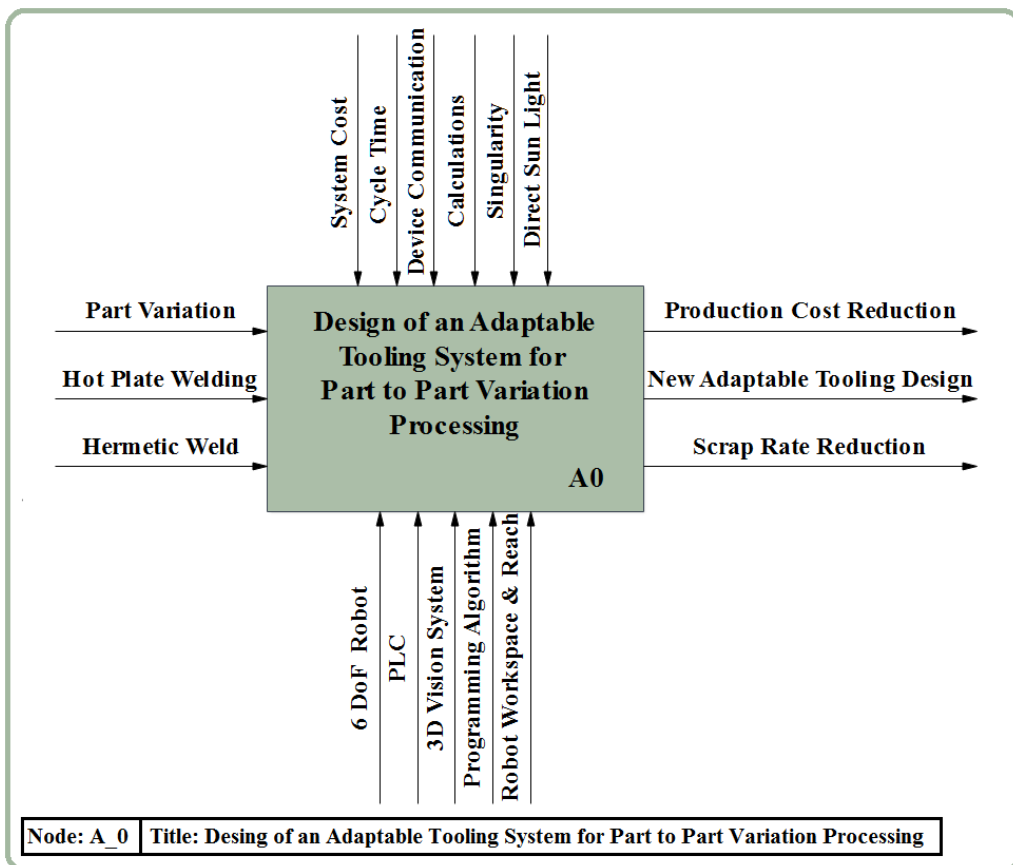 System Cost
Cycle Time
Device Communication
Calculations
Singularity
Direct Sun Light
Part Variation
Hot Plate Welding
Hermetic Weld
Design of an Adaptable
Tooling System for
Part to Part Variation
Processing
A0
Production Cost Reduction
New Adaptable Tooling Design
Scrap Rate Reduction
6 DoF Robot
PLC
3D Vision System
Programming Algorithm
Robot Workspace & Reach
Node: A_0 Title: Desing of an Adaptable Tooling System for Part to Part Variation Processing